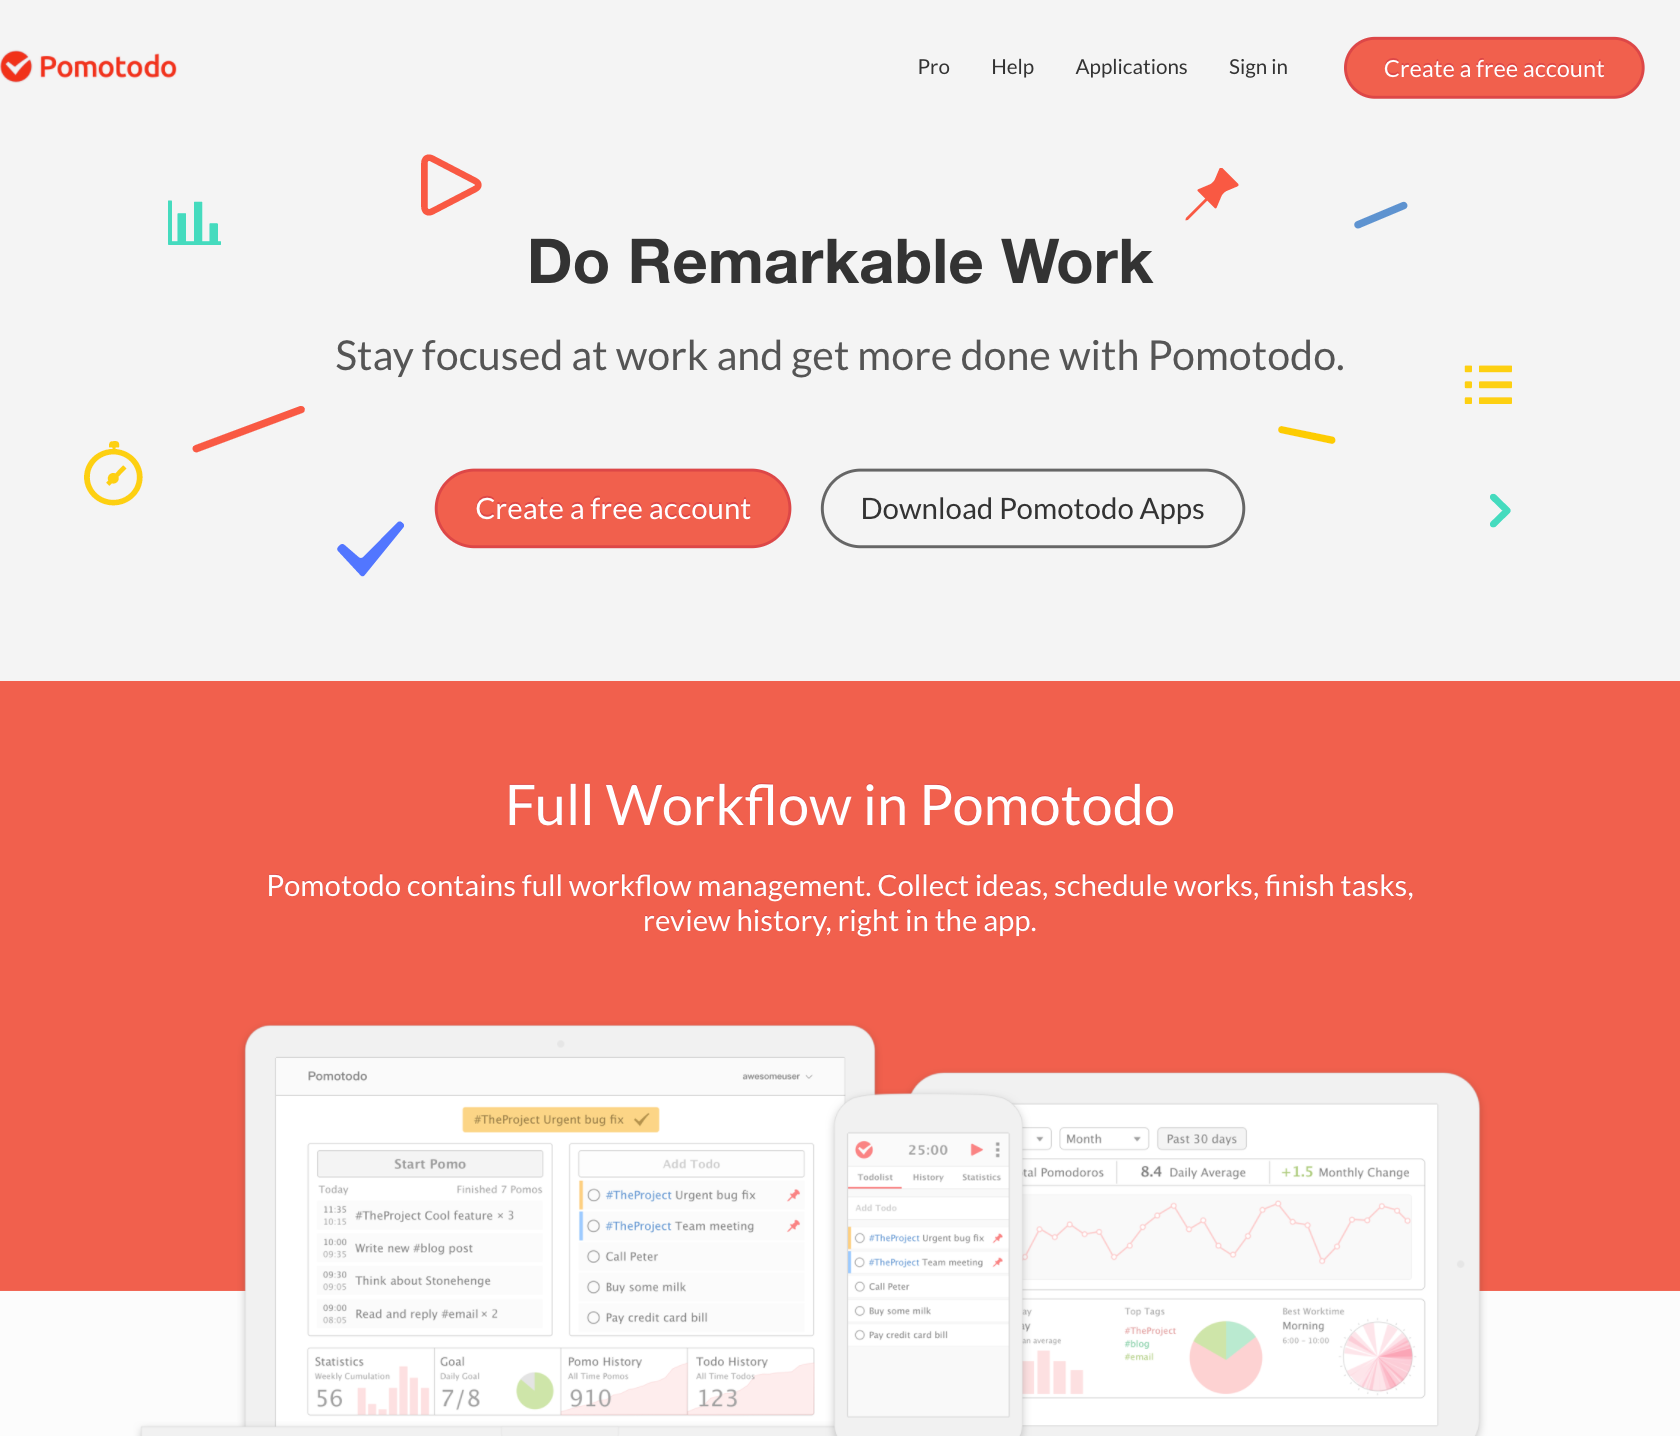 Pomotodo
Pro
Help
Applications
Sign in
Create a free account
Do Remarkable Work
Stay focused at work and get more done with Pomotodo.
Create a free account
Download Pomotodo Apps
Full Workflow in Pomotodo
Pomotodo contains full workflow management. Collect ideas, schedule works, finish tasks,
review history, right in the app.
Pomotodo
awesomeuser
#TheProject Urgent bug fix
Start Pomo
Today
Finished 7 Pomos
11:35
10:15
#TheProject Cool feature × 3
10:00
09:35
Write new #blog post
09:30
09:05
Think about Stonehenge
09:00
08:05
Read and reply #email × 2
Add Todo
#TheProject Urgent bug fix
#TheProject Team meeting
Call Peter
Buy some milk
Pay credit card bill
Statistics
Weekly Cumulation
56
Goal
Daily Goal
7/8
Pomo History
All Time Pomos
910
Todo History
All Time Todos
123
25:00
Todolist
History
Statistics
Add Todo
#TheProject Urgent bug fix
#TheProject Team meeting
Call Peter
Buy some milk
Pay credit card bill
Month
Past 30 days
tal Pomodoros
8.4 Daily Average
+1.5 Monthly Change
ay
ay
an average
Top Tags
#TheProject
#blog
#email
Best Worktime
Morning
6:00 – 10:00